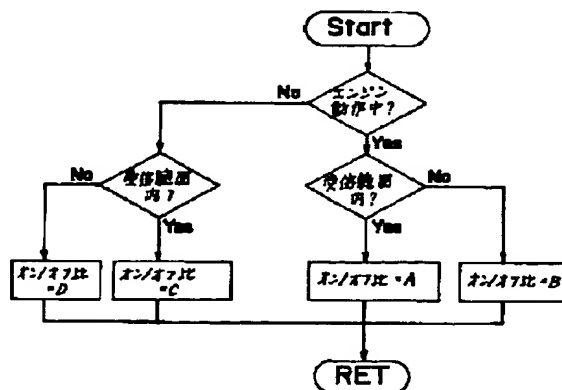 Start
エンジン
動作中?
No
Yes
受信範囲
内?
No
Yes
受信範囲
内?
No
Yes
オン/オフ比
=D
オン/オフ比
=C
オン/オフ比=A
オン/オフ比=B
RET